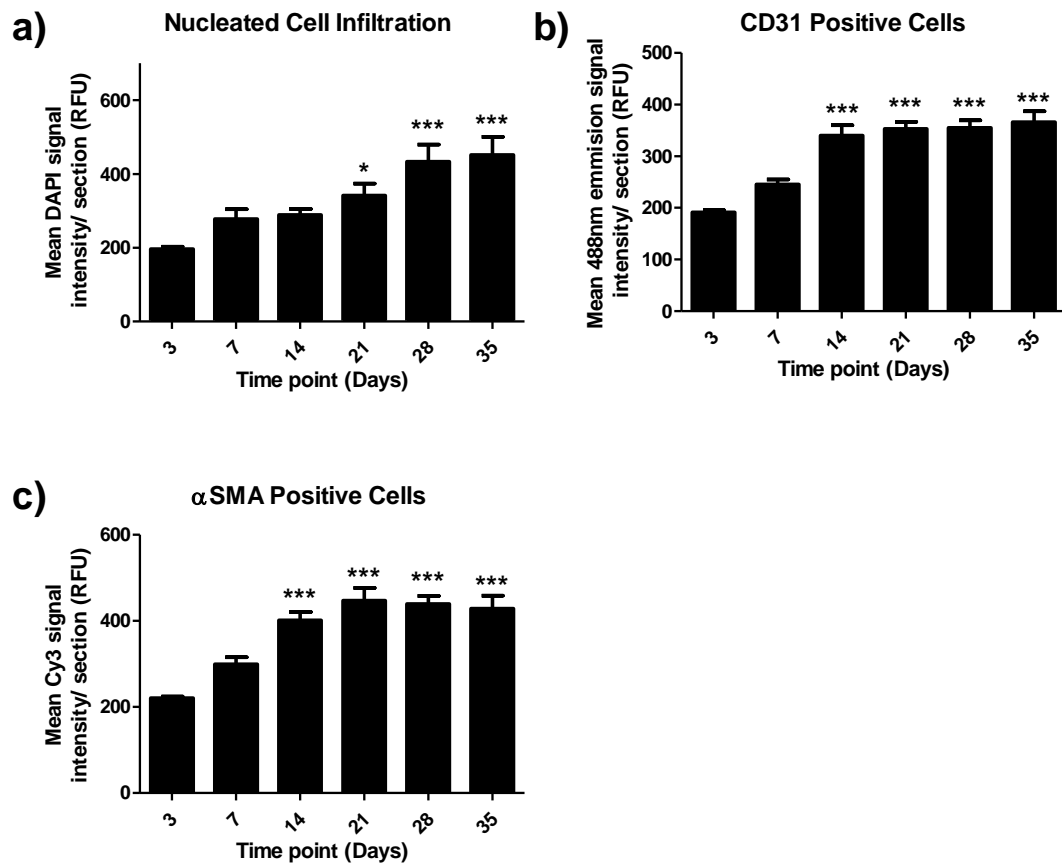 a)
Nucleated Cell Infiltration
Mean DAPI signal
intensity/ section (RFU)
600
400
200
0
*
***
***
3
7
14
21
28
35
Time point (Days)
b)
CD31 Positive Cells
Mean 488nm emmision signal
intensity/ section (RFU)
500
400
300
200
100
0
***
***
***
***
3
7
14
21
28
35
Time point (Days)
c)
αSMA Positive Cells
Mean Cy3 signal
intensity/ section (RFU)
600
400
200
0
***
***
***
***
3
7
14
21
28
35
Time point (Days)